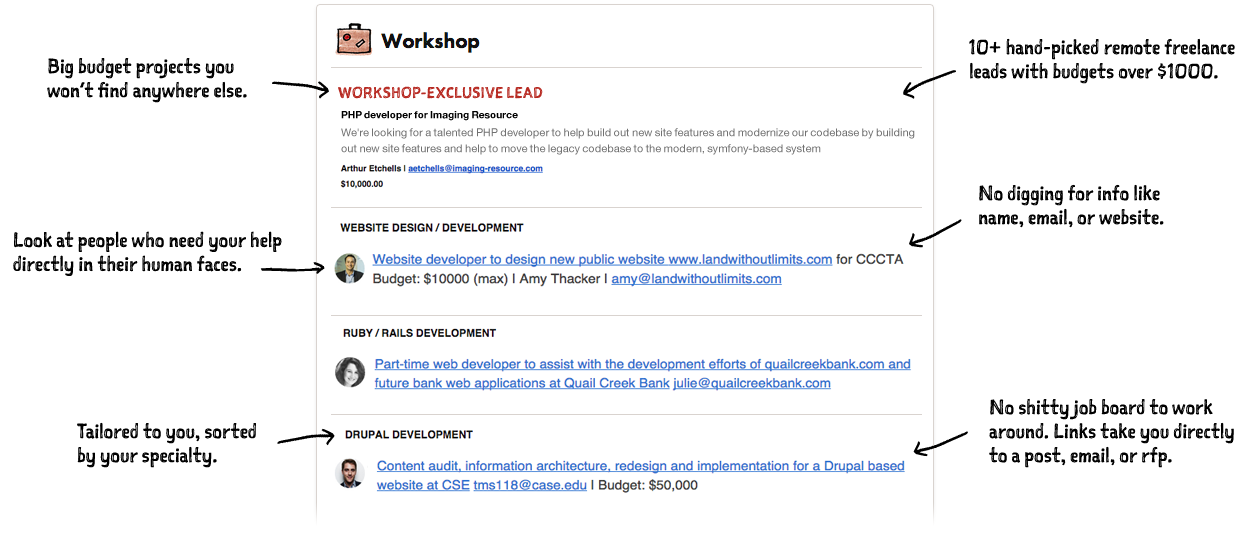 Workshop
Big budget projects you
won't find anywhere else.
10+ hand-picked remote freelance
leads with budgets over $1000.
WORKSHOP-EXCLUSIVE LEAD
PHP developer for Imaging Resource
We're looking for a talented PHP developer to help build out new site features and modernize our codebase by building
out new site features and help to move the legacy codebase to the modern, symfony-based system
Arthur Etchells | aetchells@imaging-resource.com
$10,000.00
No digging for info like
name, email, or website.
Look at people who need your help
directly in their human faces.
WEBSITE DESIGN / DEVELOPMENT
Website developer to design new public website www.landwithoutlimits.com for CCCTA
Budget: $10000 (max) | Amy Thacker | amy@landwithoutlimits.com
RUBY / RAILS DEVELOPMENT
Part-time web developer to assist with the development efforts of quailcreekbank.com and
future bank web applications at Quail Creek Bank julie@quailcreekbank.com
Tailored to you, sorted
by your specialty.
No shitty job board to work
around. Links take you directly
to a post, email, or rfp.
DRUPAL DEVELOPMENT
Content audit, information architecture, redesign and implementation for a Drupal based
website at CSE tms118@case.edu | Budget: $50,000